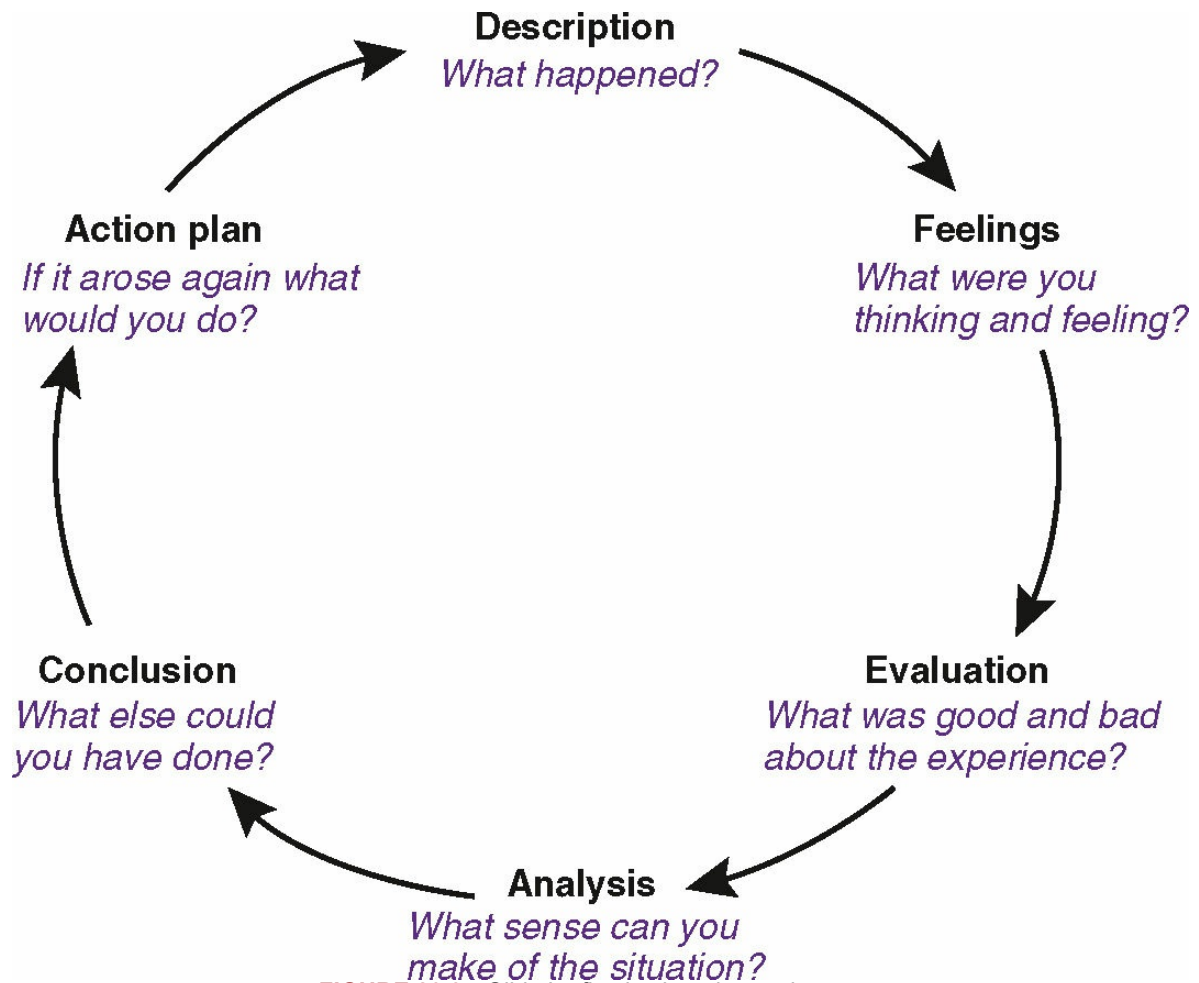 Description
What happened?
Feelings
What were you
thinking and feeling?
Evaluation
What was good and bad
about the experience?
Analysis
What sense can you
make of the situation?
Conclusion
What else could
you have done?
Action plan
If it arose again what
would you do?
FIGURE